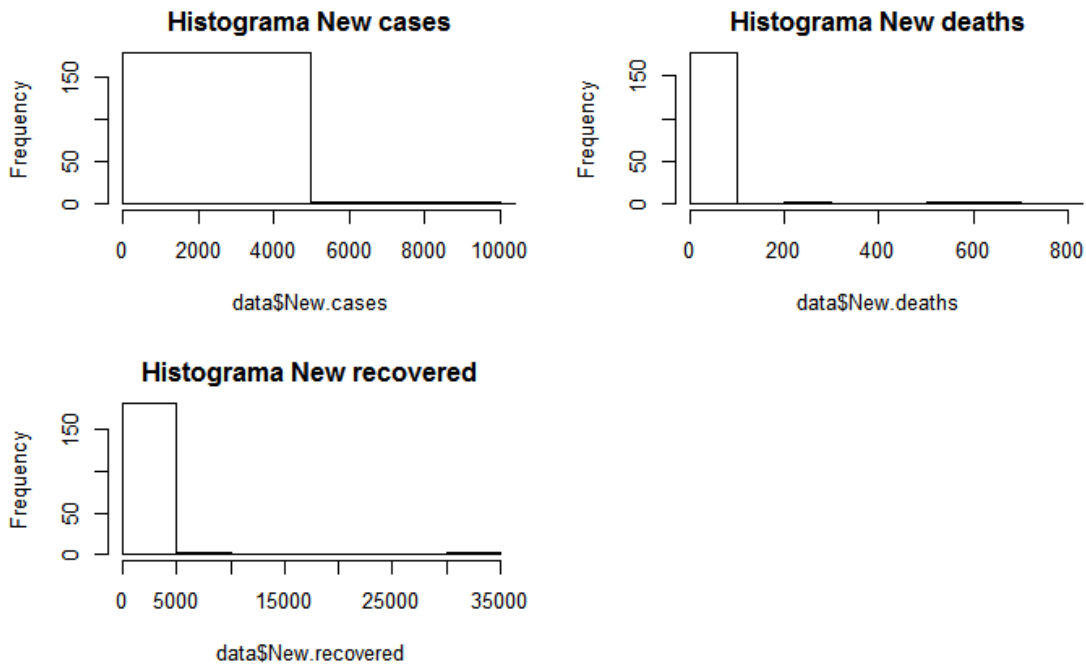 Histograma New cases
Frequency
150
50
0
0 2000 4000 6000 8000 10000
data$New.cases
Histograma New deaths
Frequency
150
50
0
0 200 400 600 800
data$New.deaths
Histograma New recovered
Frequency
150
50
0
0 5000 15000 25000 35000
data$New.recovered